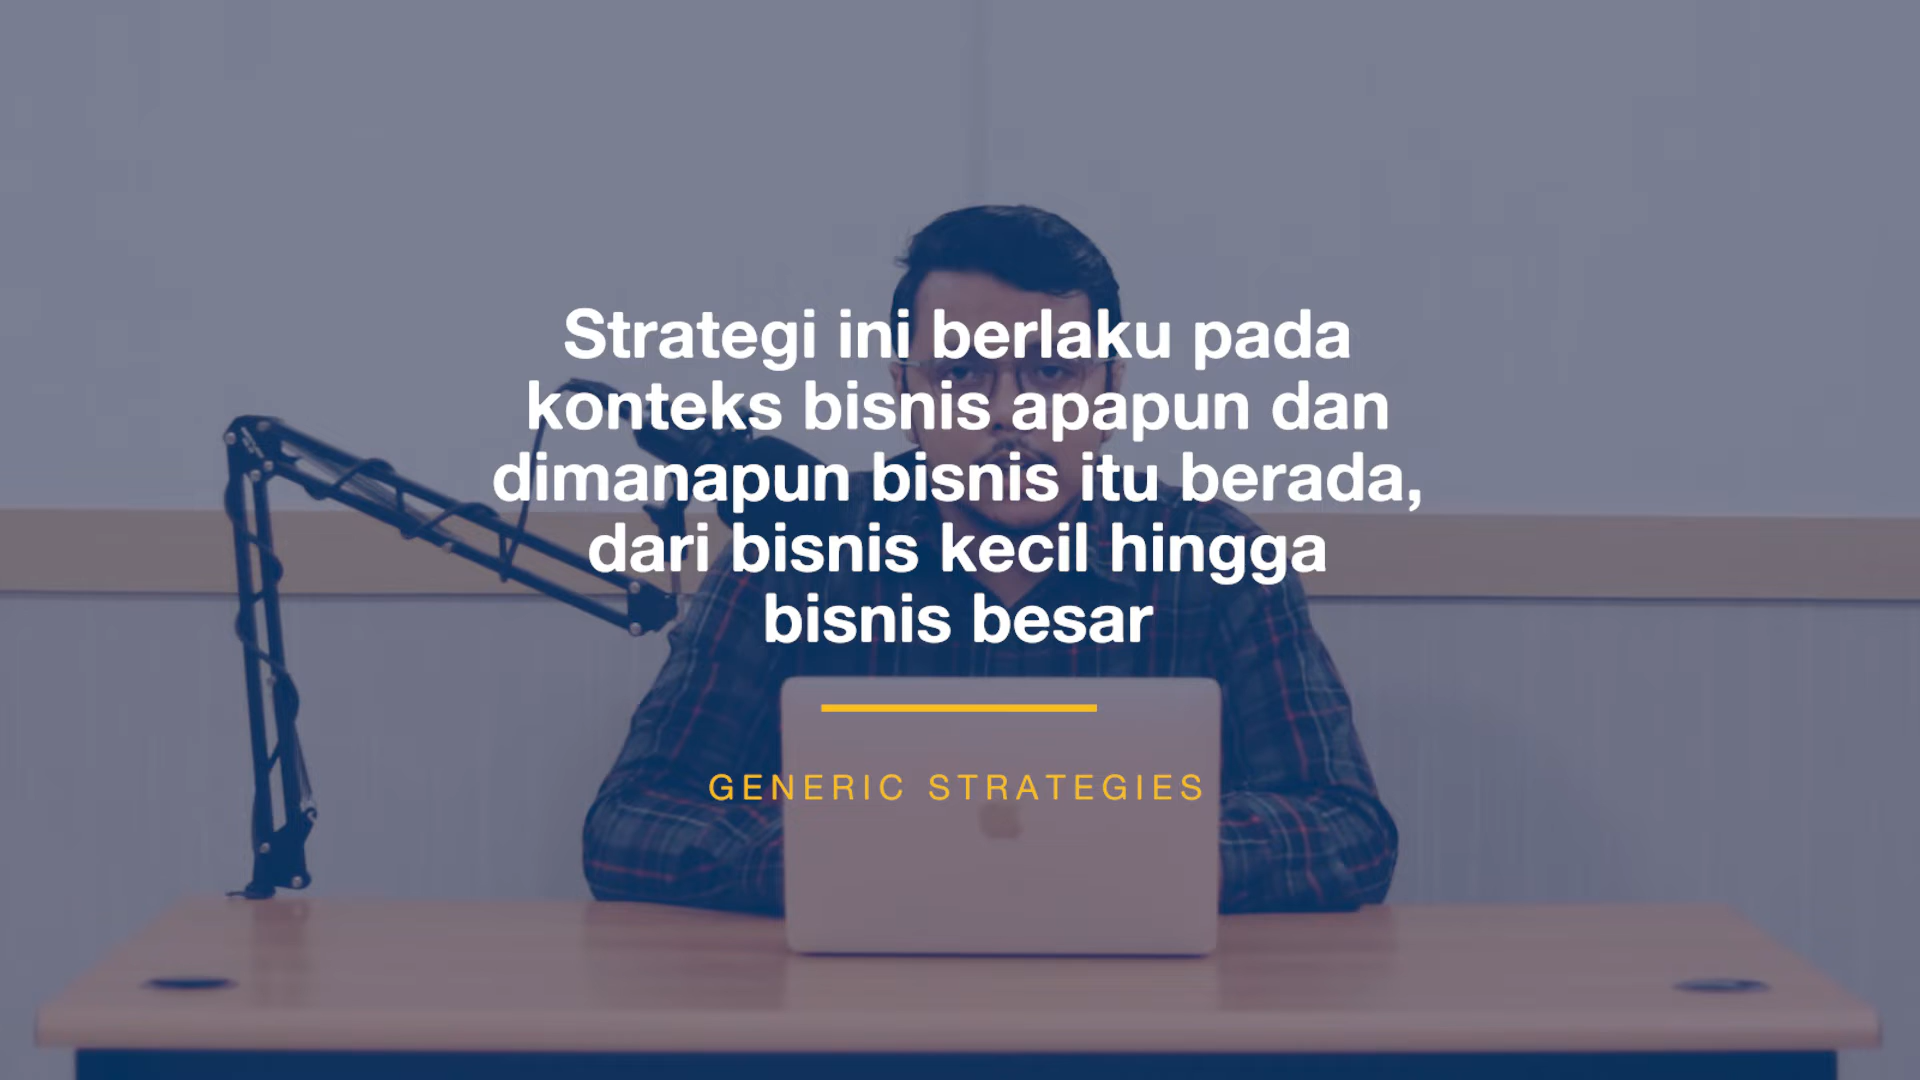 Strategi ini berlaku pada
konteks bisnis apapun dan
dimanapun bisnis itu berada,
dari bisnis kecil hingga
bisnis besar
GENERIC STRATEGIES